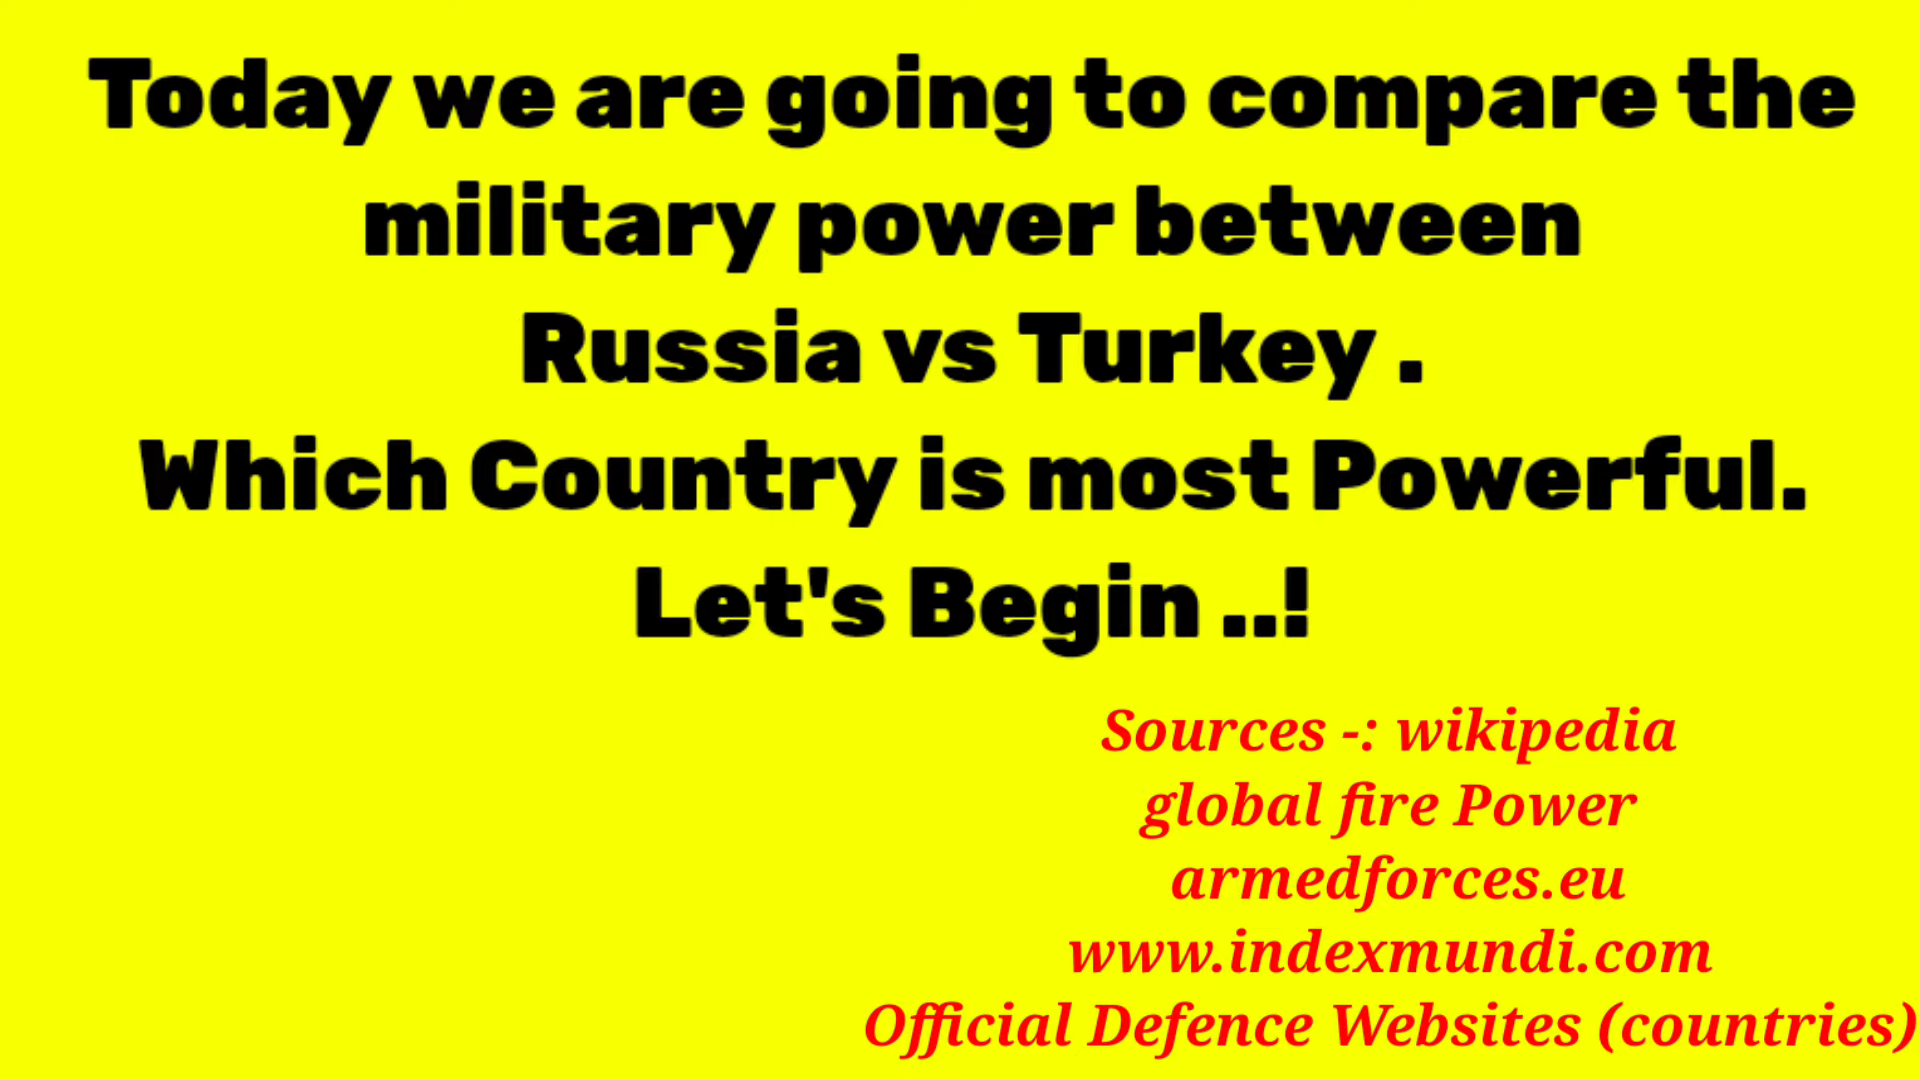 Today we are going to compare the
military power between
Russia vs Turkey .
Which Country is most Powerful.
Let's Begin ..!
Sources -: wikipedia
global fire Power
armedforces.eu
www.indexmundi.com
Official Defence Websites (countries)